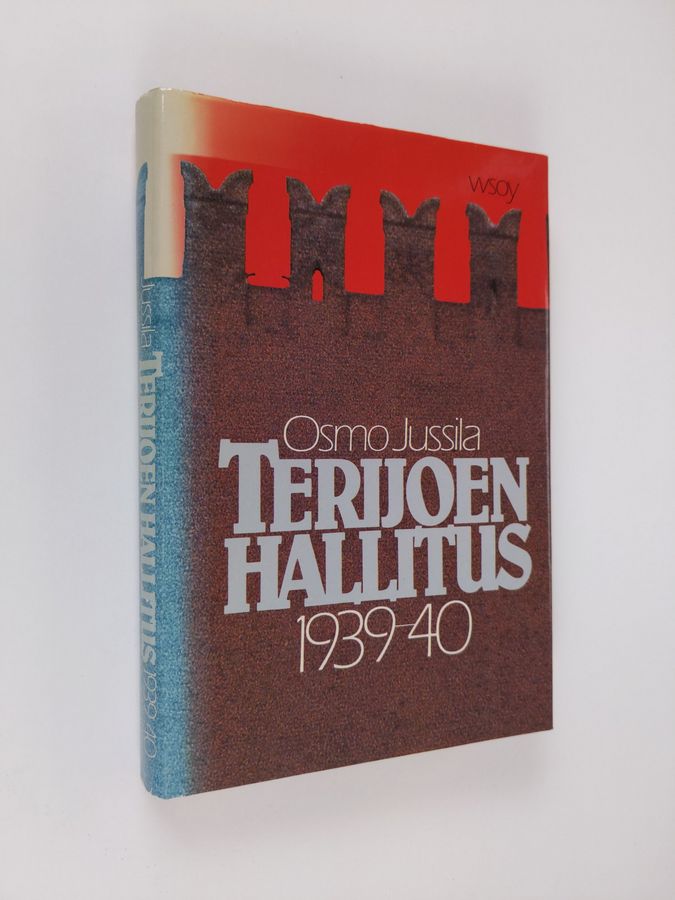 wsoy
Osmo Jussila
TERIJOEN
HALLITUS
1939-40
Jussila TERIJOEN HALLITUS 1939-40